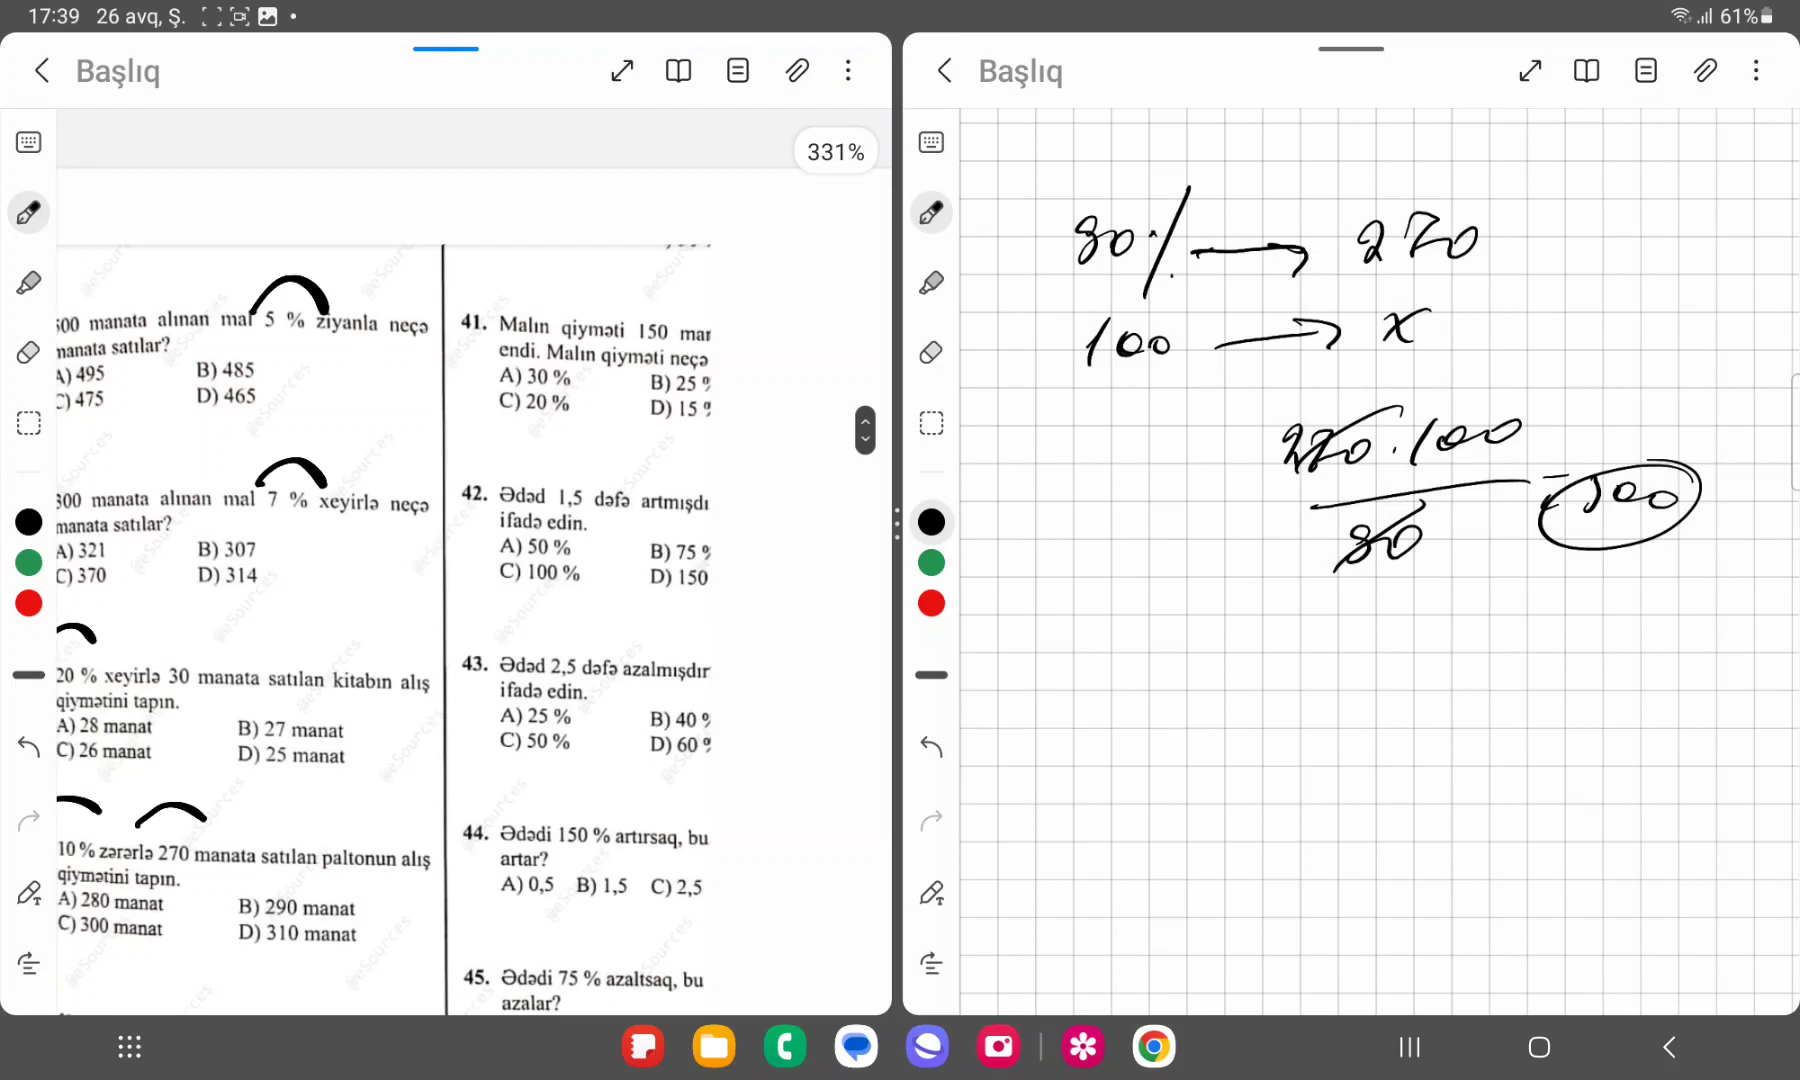 17:39 26 avq, Ş.
61%
Başlıq
331%
500 manata alınan mal 5 % ziyanla neçə
manata satılar?
A) 495 B) 485
C) 475 D) 465
300 manata alınan mal 7 % xeyirlə neçə
manata satılar?
A) 321 B) 307
C) 370 D) 314
20 % xeyirlə 30 manata satılan kitabın alış
qiymətini tapın.
A) 28 manat B) 27 manat
C) 26 manat D) 25 manat
10 % zərərlə 270 manata satılan paltonun alış
qiymətini tapın.
A) 280 manat B) 290 manat
C) 300 manat D) 310 manat
41. Malın qiyməti 150 man
endi. Malın qiyməti neçə
A) 30 % B) 25 %
C) 20 % D) 15 %
42. Ədəd 1,5 dəfə artmışdı
ifadə edin.
A) 50 % B) 75 %
C) 100 % D) 150
43. Ədəd 2,5 dəfə azalmışdır
ifadə edin.
A) 25 % B) 40 %
C) 50 % D) 60 %
44. Ədədi 150 % artırsaq, bu
artar?
A) 0,5 B) 1,5 C) 2,5
45. Ədədi 75 % azaltsaq, bu
azalar?
Başlıq
90% → 270
100 → x
270.100
90
= 300
@eSources